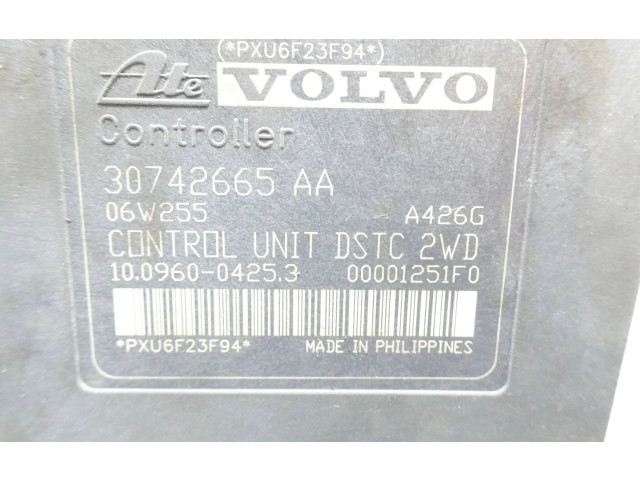 (*PXU6F23F94*)
Ate VOLVO
Controller
30742665 AA
06W255 A426G
CONTROL UNIT DSTC 2WD
10.0960-0425.3 00001251F0
*PXU6F23F94* MADE IN PHILIPPINES